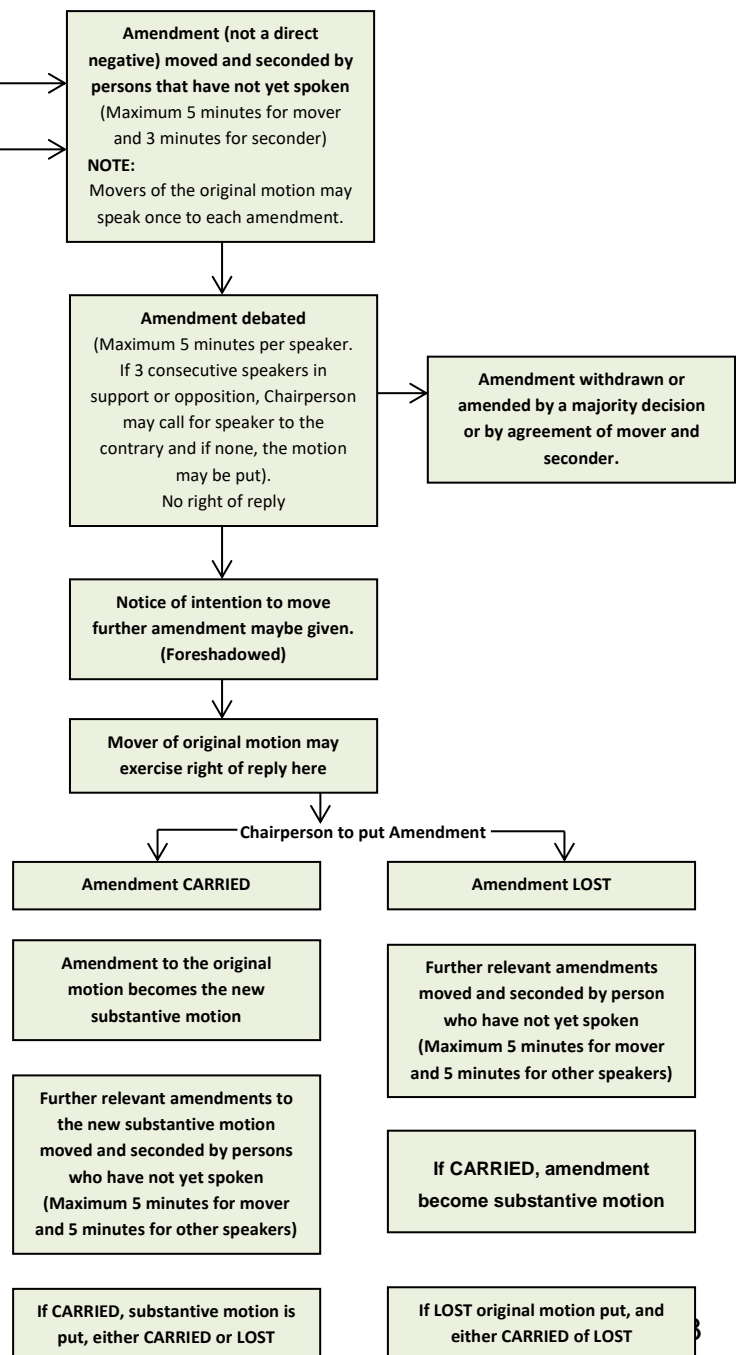 Amendment (not a direct
negative) moved and seconded by
persons that have not yet spoken
(Maximum 5 minutes for mover
and 3 minutes for seconder)
NOTE:
Movers of the original motion may
speak once to each amendment.
Amendment debated
(Maximum 5 minutes per speaker.
If 3 consecutive speakers in
support or opposition, Chairperson
may call for speaker to the
contrary and if none, the motion
may be put).
No right of reply
Amendment withdrawn or
amended by a majority decision
or by agreement of mover and
seconder.
Notice of intention to move
further amendment maybe given.
(Foreshadowed)
Mover of original motion may
exercise right of reply here
Chairperson to put Amendment
Amendment CARRIED
Amendment to the original
motion becomes the new
substantive motion
Further relevant amendments to
the new substantive motion
moved and seconded by persons
who have not yet spoken
(Maximum 5 minutes for mover
and 5 minutes for other speakers)
If CARRIED, substantive motion is
put, either CARRIED or LOST
Amendment LOST
Further relevant amendments
moved and seconded by person
who have not yet spoken
(Maximum 5 minutes for mover
and 5 minutes for other speakers)
If CARRIED, amendment
become substantive motion
If LOST original motion put, and
either CARRIED of LOST